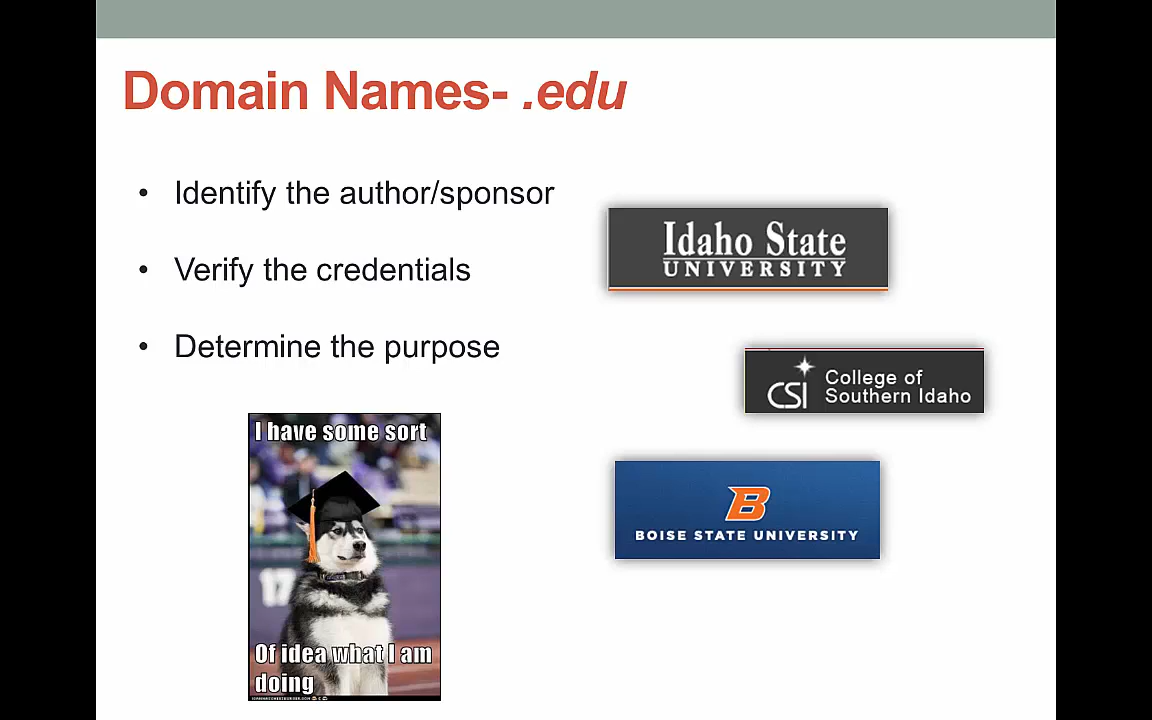 Domain Names- .edu
• Identify the author/sponsor
• Verify the credentials
• Determine the purpose
Idaho State
UNIVERSITY
CSI College of
Southern Idaho
B
BOISE STATE UNIVERSITY
I have some sort
17
Of idea what I am
doing